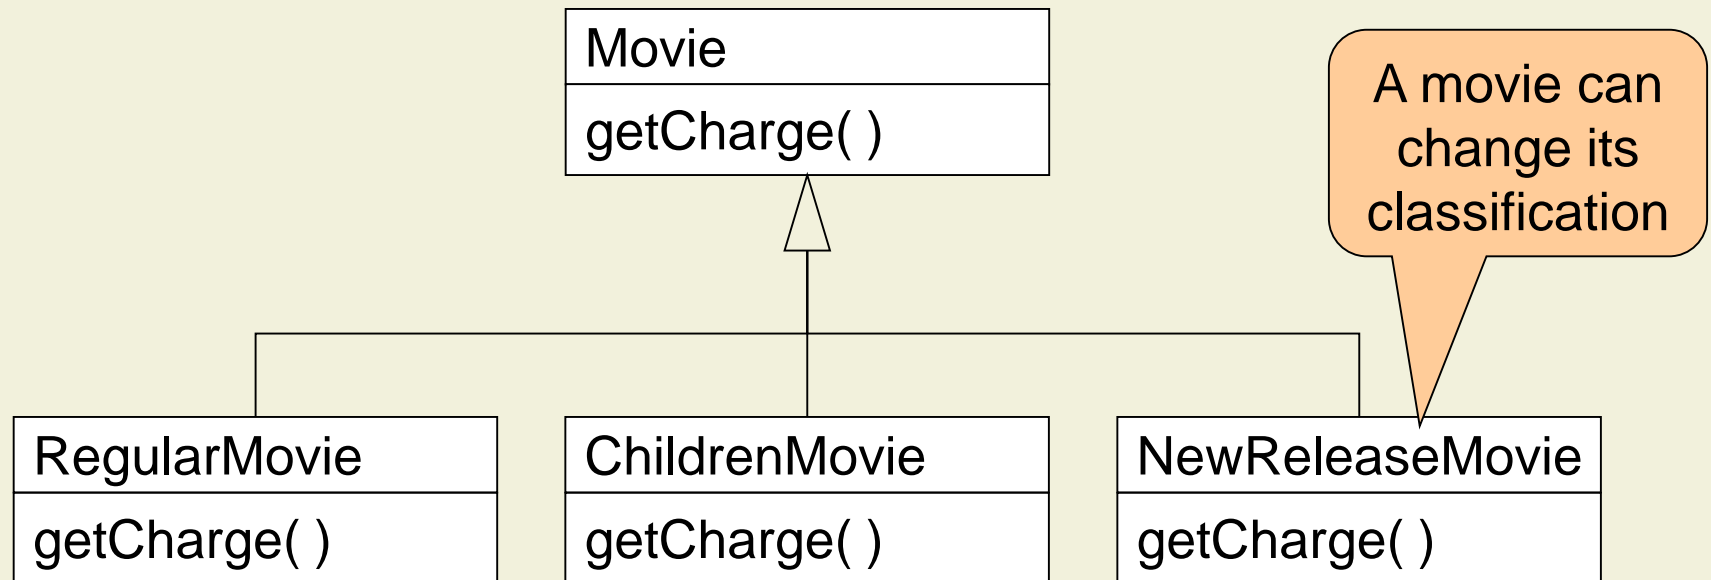 Movie
getCharge( )
A movie can
change its
classification
RegularMovie
getCharge( )
ChildrenMovie
getCharge( )
NewReleaseMovie
getCharge( )